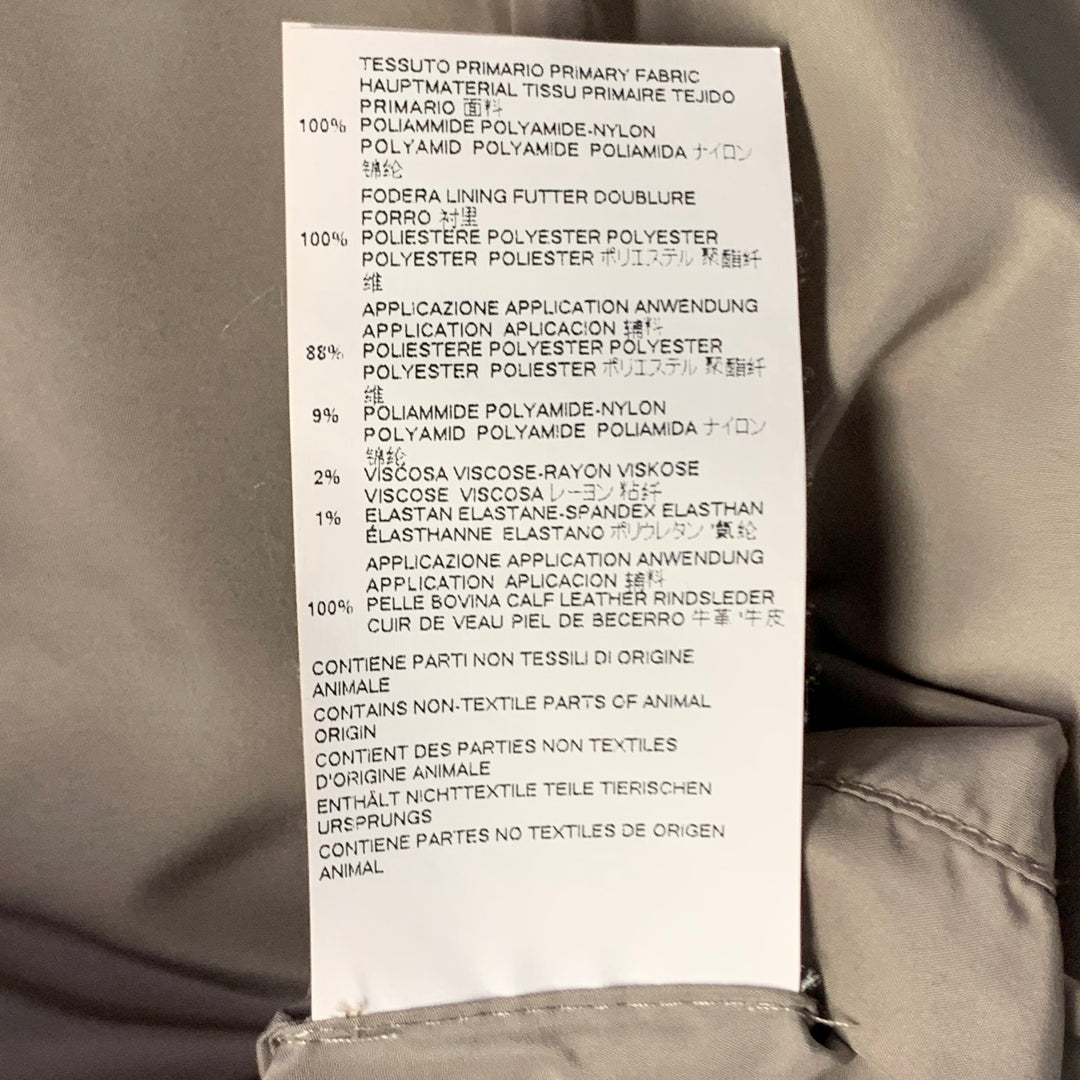 TESSUTO PRIMARIO PRIMARY FABRIC
HAUPTMATERIAL TISSU PRIMAIRE TEJIDO
PRIMARIO 面料
100% POLIAMMIDE POLYAMIDE-NYLON
POLYAMID POLYAMIDE POLIAMIDA ナイロン
锦纶
FODERA LINING FUTTER DOUBLURE
FORRO 衬里
100% POLIESTERE POLYESTER POLYESTER
POLYESTER POLIESTER ポリエステル 聚酯纤
维
APPLICAZIONE APPLICATION ANWENDUNG
APPLICATION APLICACION 辅料
88% POLIESTERE POLYESTER POLYESTER
POLYESTER POLIESTER ポリエステル 聚酯纤
维
9% POLIAMMIDE POLYAMIDE-NYLON
POLYAMID POLYAMIDE POLIAMIDA ナイロン
锦纶
2% VISCOSA VISCOSE-RAYON VISKOSE
VISCOSE VISCOSA レーヨン 粘纤
1% ELASTAN ELASTANE-SPANDEX ELASTHAN
ÉLASTHANNE ELASTANO ポリウレタン '氨纶
APPLICAZIONE APPLICATION ANWENDUNG
APPLICATION APLICACION 辅料
100% PELLE BOVINA CALF LEATHER RINDSLEDER
CUIR DE VEAU PIEL DE BECERRO 牛革 '牛皮
CONTIENE PARTI NON TESSILI DI ORIGINE
ANIMALE
CONTAINS NON-TEXTILE PARTS OF ANIMAL
ORIGIN
CONTIENT DES PARTIES NON TEXTILES
D'ORIGINE ANIMALE
ENTHÄLT NICHTTEXTILE TEILE TIERISCHEN
URSPRUNGS
CONTIENE PARTES NO TEXTILES DE ORIGEN
ANIMAL